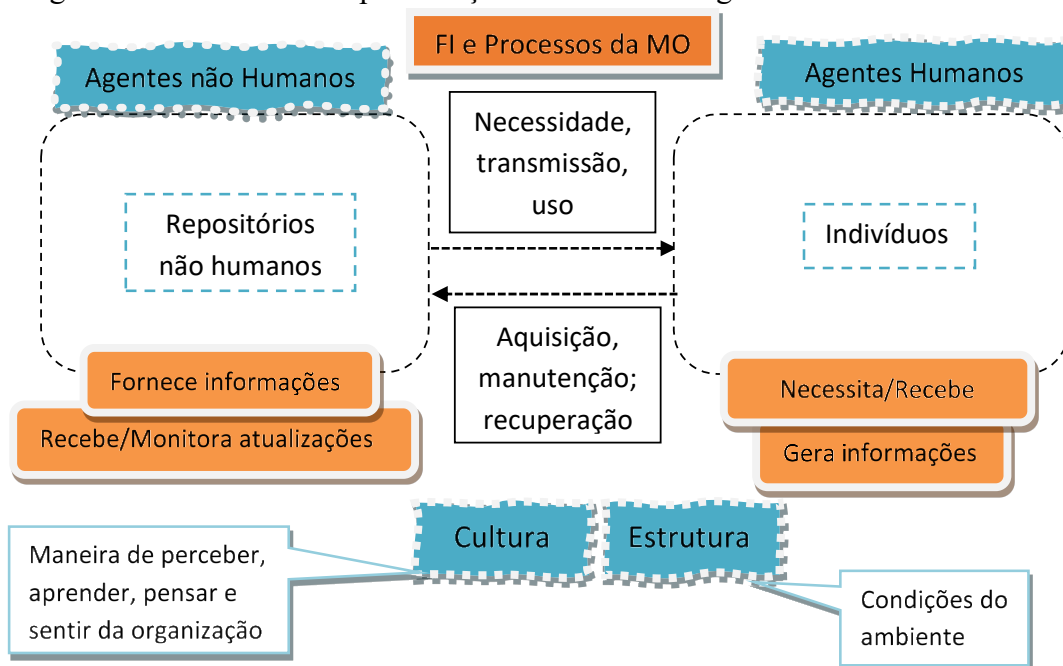 FI e Processos da MO
Agentes não Humanos
Agentes Humanos
Necessidade,
transmissão,
uso
Repositórios
não humanos
Indivíduos
Aquisição,
manutenção;
recuperação
Fornece informações
Recebe/Monitora atualizações
Necessita/Recebe
Gera informações
Cultura
Estrutura
Maneira de perceber,
aprender, pensar e
sentir da organização
Condições do
ambiente